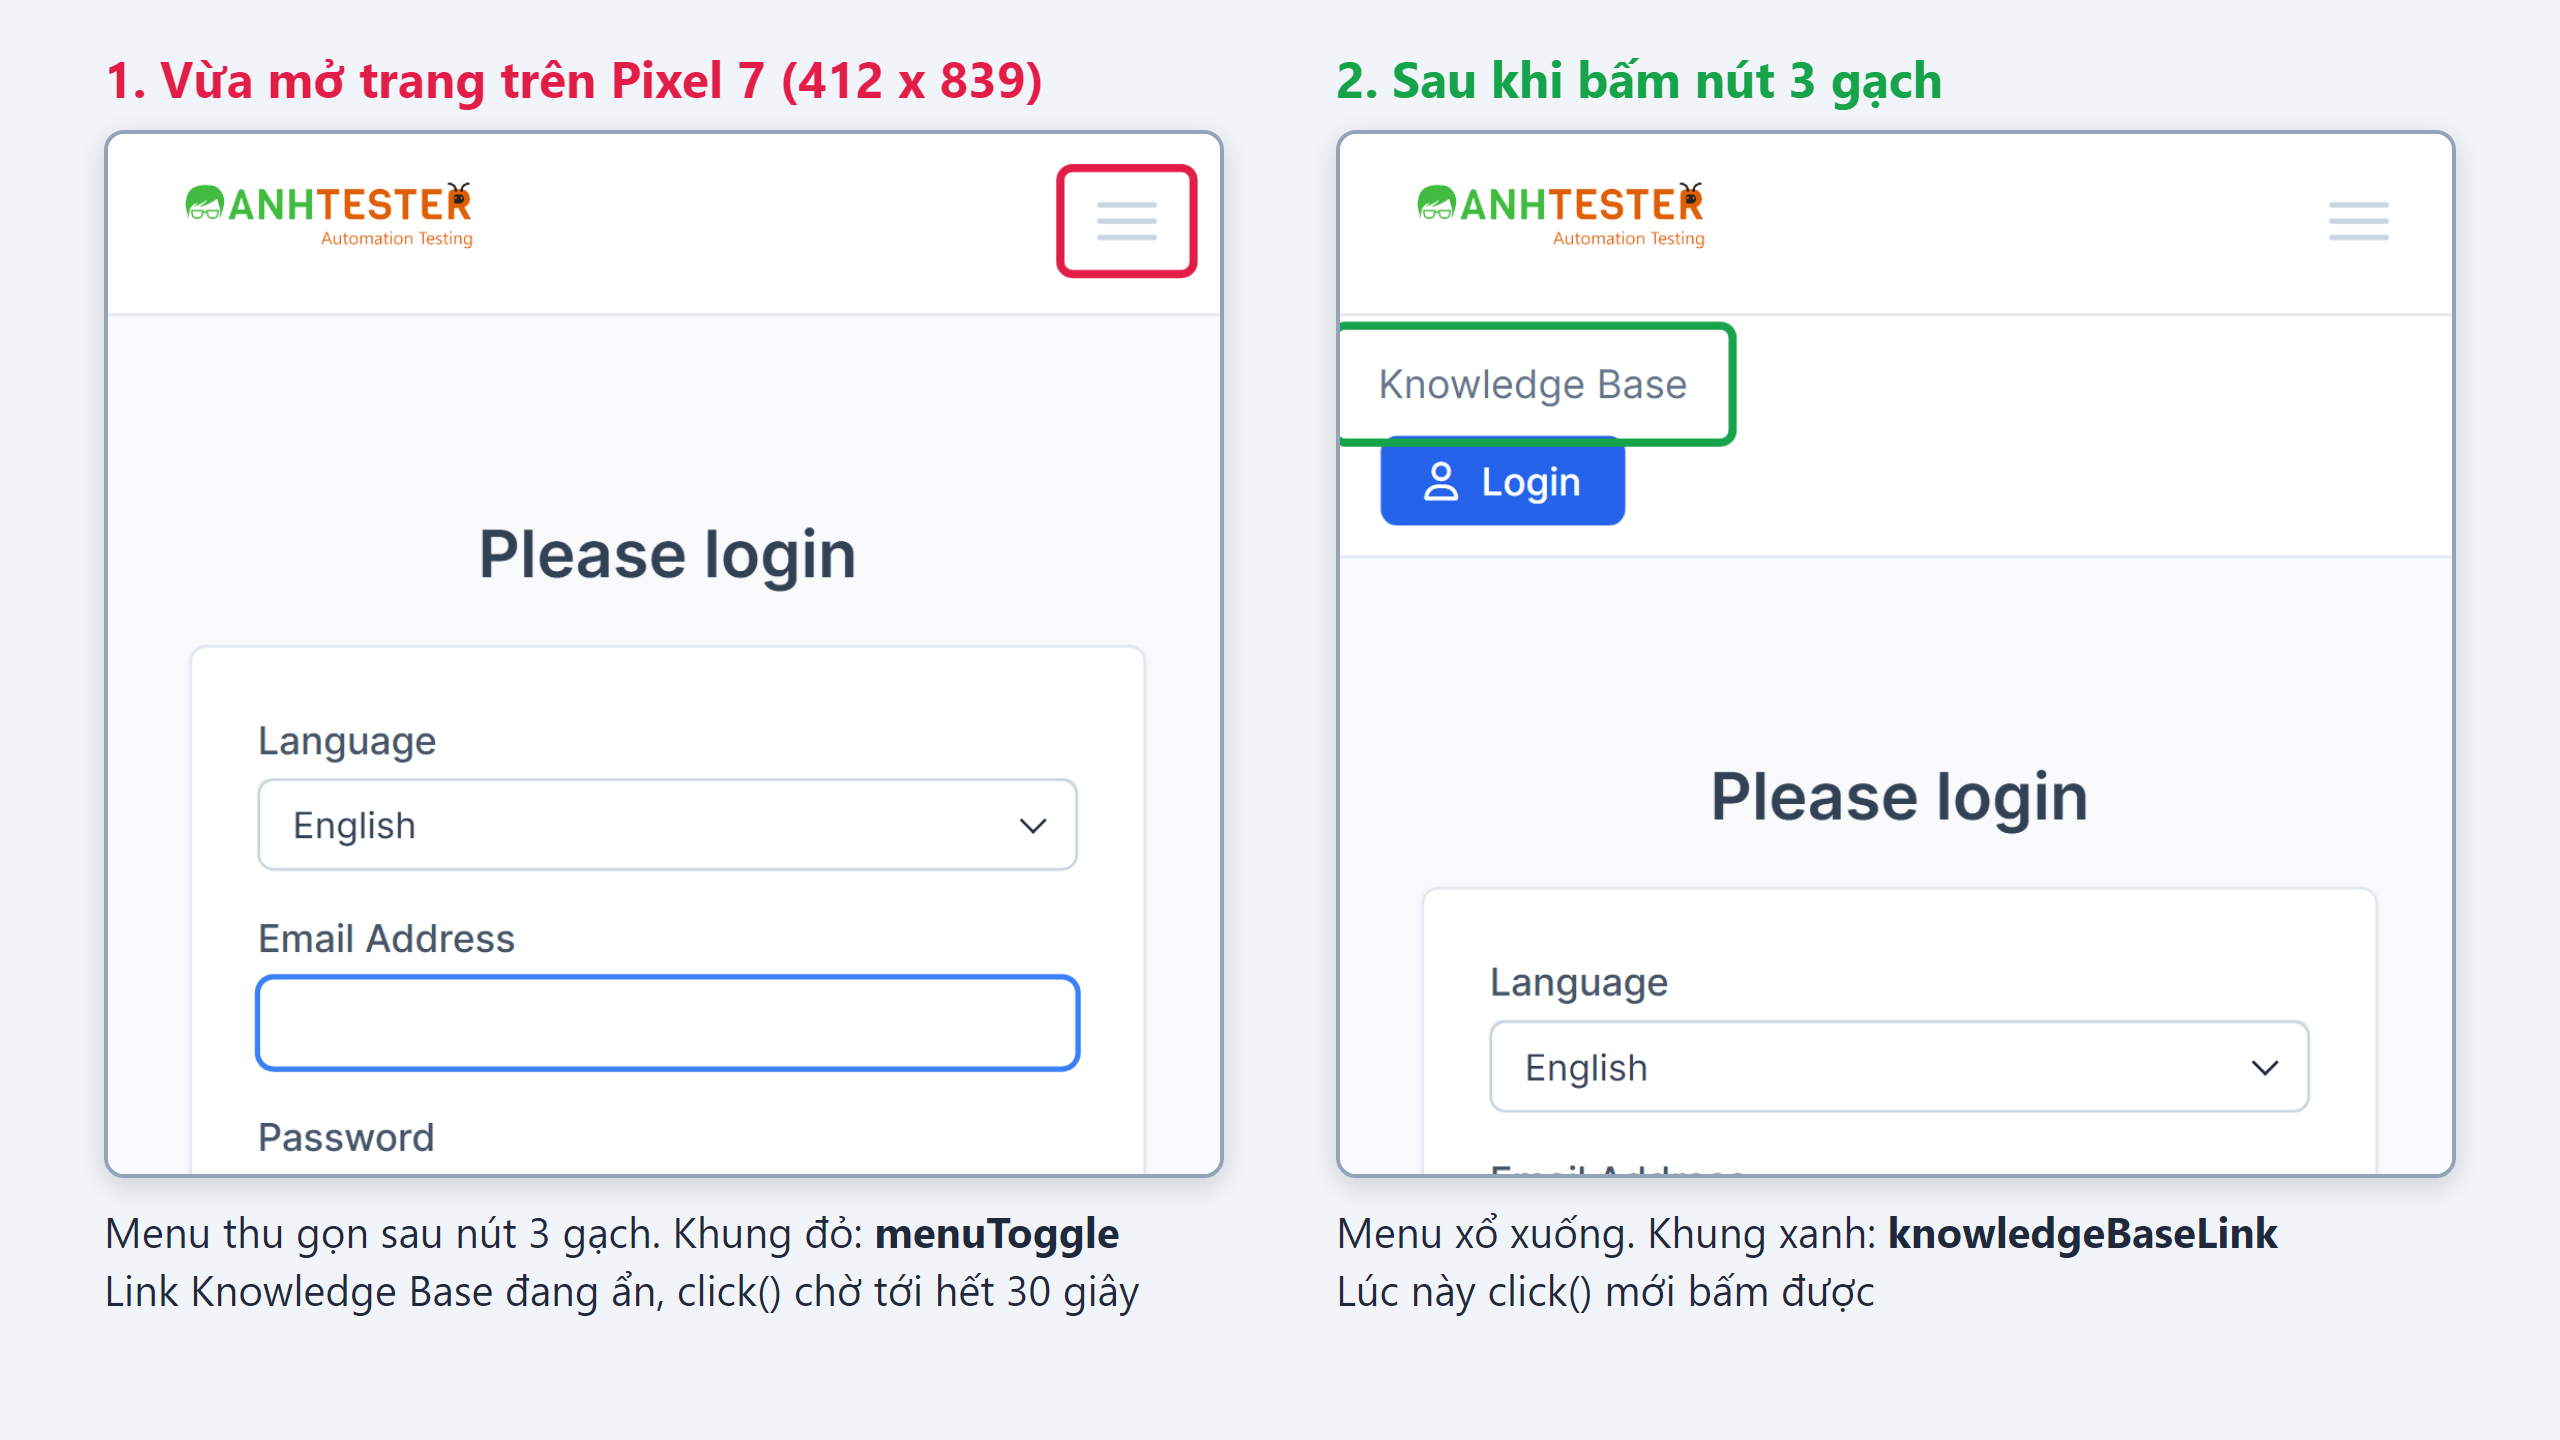 1. Vừa mở trang trên Pixel 7 (412 x 839)
ANHTESTER
Automation Testing
Please login
Language
English
Email Address
Password
Menu thu gọn sau nút 3 gạch. Khung đỏ: menuToggle
Link Knowledge Base đang ẩn, click() chờ tới hết 30 giây
2. Sau khi bấm nút 3 gạch
ANHTESTER
Automation Testing
Knowledge Base
Login
Please login
Language
English
Email Address
Menu xổ xuống. Khung xanh: knowledgeBaseLink
Lúc này click() mới bấm được